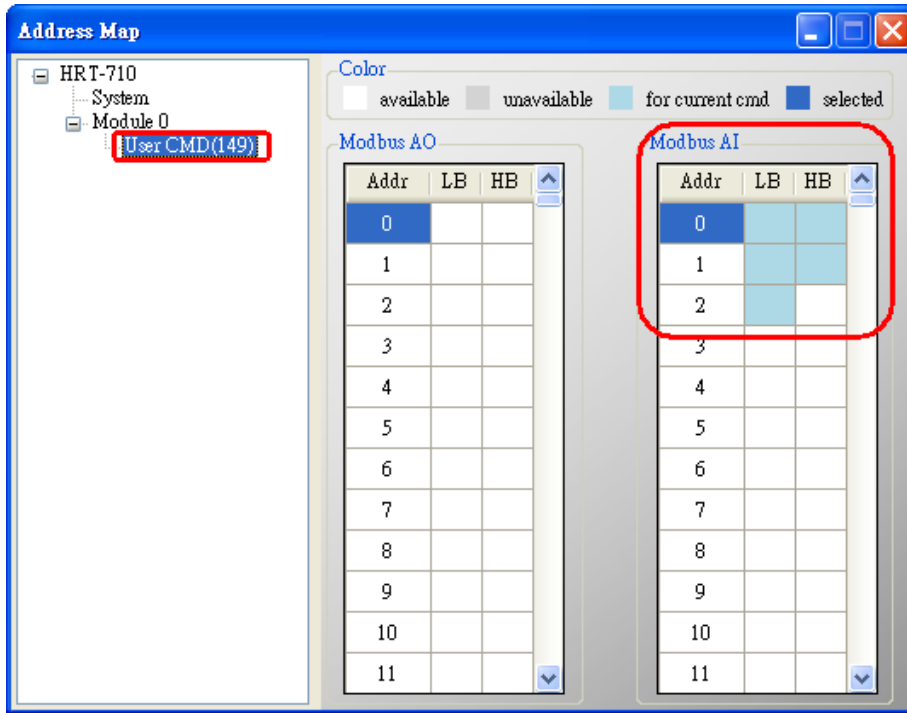 Address Map
HRT-710
System
Module 0
User CMD(149)
Color
available unavailable for current cmd selected
Modbus AO
Addr LB HB
0
1
2
3
4
5
6
7
8
9
10
11
Modbus AI
Addr LB HB
0
1
2
3
4
5
6
7
8
9
10
11